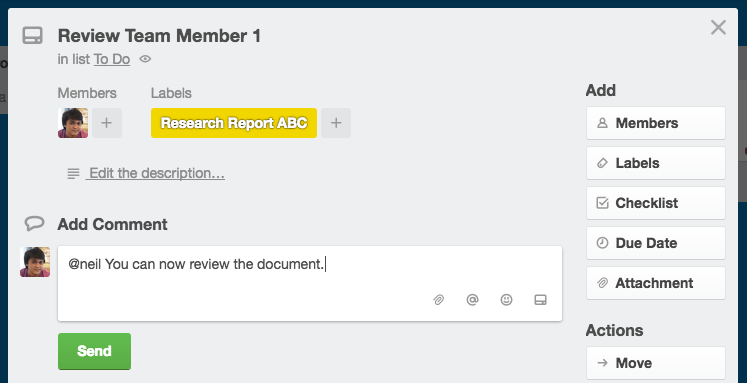 Review Team Member 1
in list To Do
Members
Labels
Research Report ABC
Edit the description…
Add Comment
@neil You can now review the document.
Send
Add
Members
Labels
Checklist
Due Date
Attachment
Actions
Move